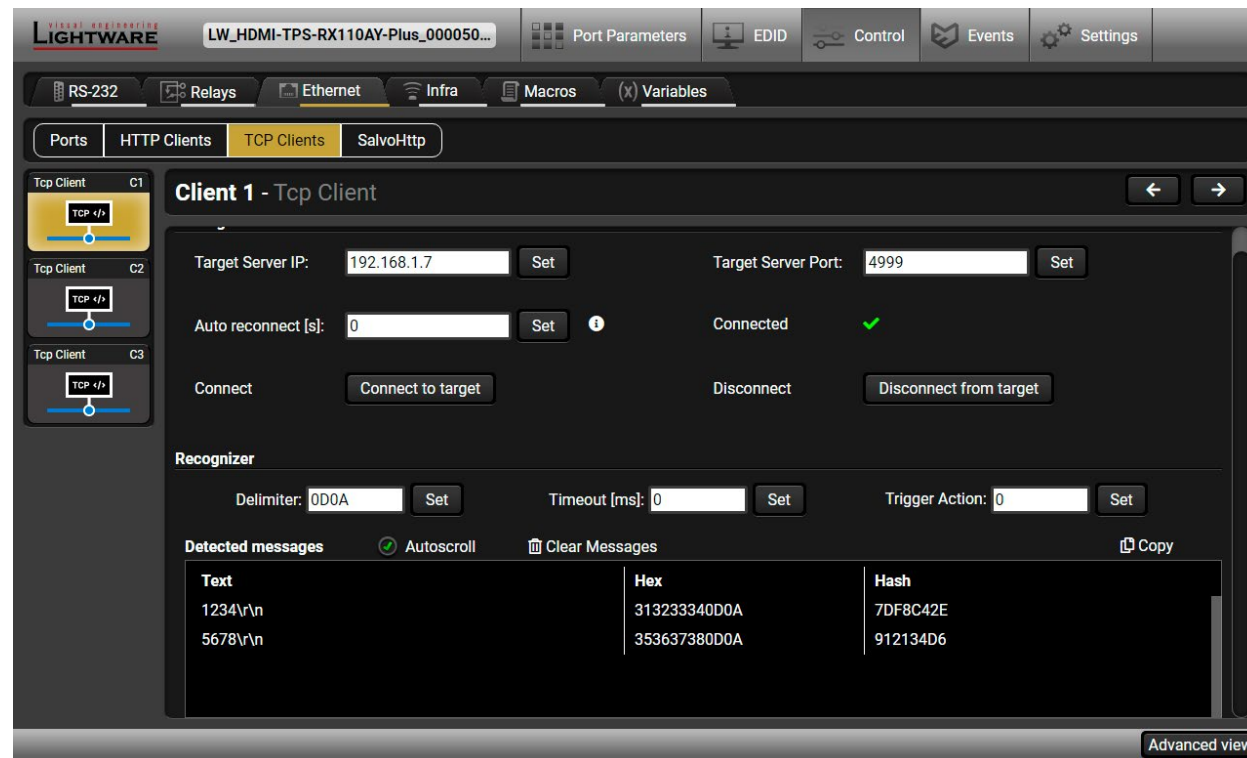 visual engineering
LIGHTWARE
LW_HDMI-TPS-RX110AY-Plus_000050...
Port Parameters
EDID
Control
Events
Settings
RS-232
Relays
Ethernet
Infra
Macros
(x) Variables
Ports
HTTP Clients
TCP Clients
SalvoHttp
Tcp Client C1
TCP </>
Tcp Client C2
TCP </>
Tcp Client C3
TCP </>
Client 1 - Tcp Client
Target Server IP: 192.168.1.7 Set
Target Server Port: 4999 Set
Auto reconnect [s]: 0 Set
Connected
Connect Connect to target
Disconnect Disconnect from target
Recognizer
Delimiter: 0D0A Set
Timeout [ms]: 0 Set
Trigger Action: 0 Set
Detected messages Autoscroll Clear Messages Copy
Text Hex Hash
1234\r\n 313233340D0A 7DF8C42E
5678\r\n 353637380D0A 912134D6
Advanced view